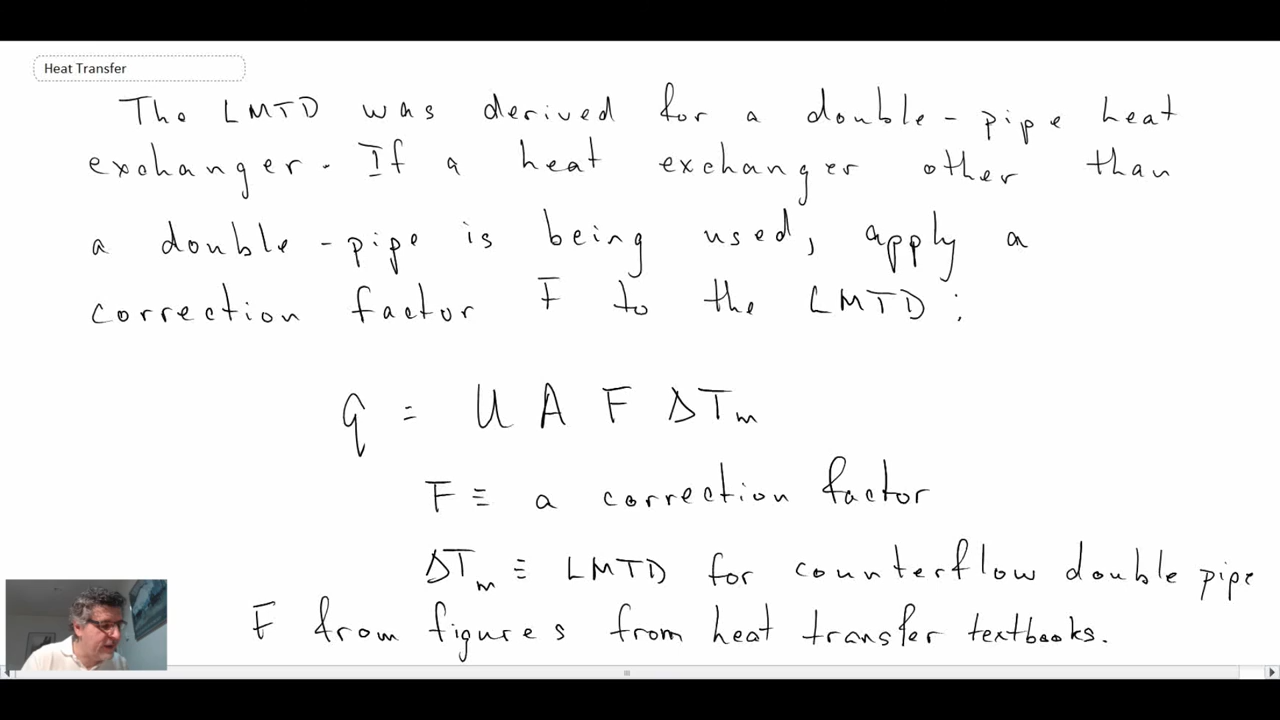 Heat Transfer
The LMTD was derived for a double-pipe heat
exchanger. If a heat exchanger other than
a double-pipe is being used, apply a
correction factor F to the LMTD:
q = U A F ΔTm
F ≡ a correction factor
ΔTm ≡ LMTD for counterflow double pipe
F from figures from heat transfer textbooks.